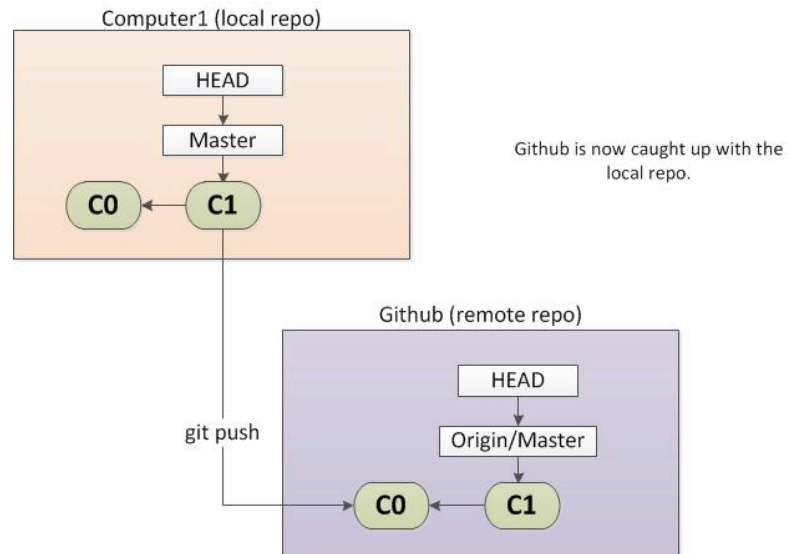 Computer1 (local repo)
HEAD
Master
C0
C1
Github is now caught up with the
local repo.
git push
Github (remote repo)
HEAD
Origin/Master
C0
C1